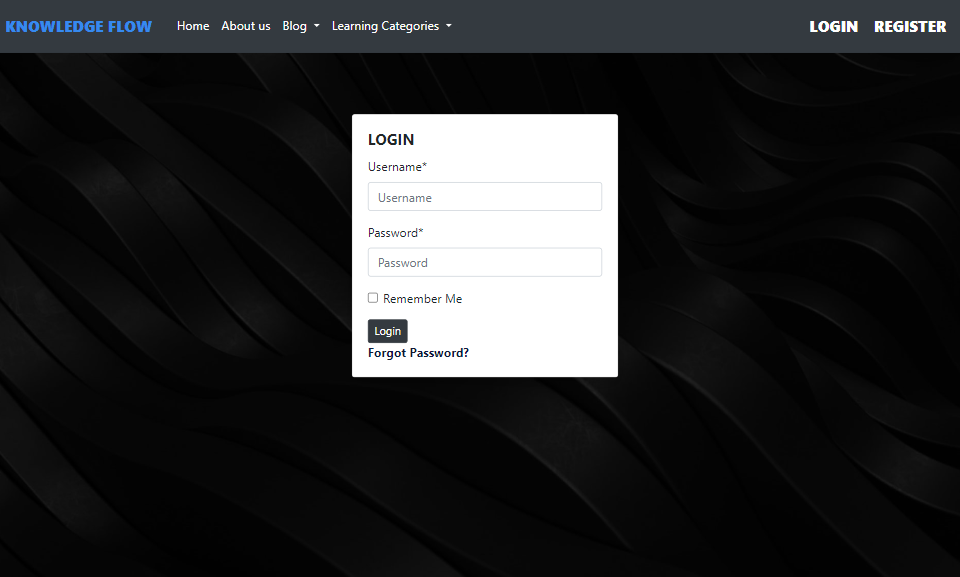 KNOWLEDGE FLOW Home About us Blog Learning Categories LOGIN REGISTER
LOGIN
Username*
Username
Password*
Password
Remember Me
Login
Forgot Password?